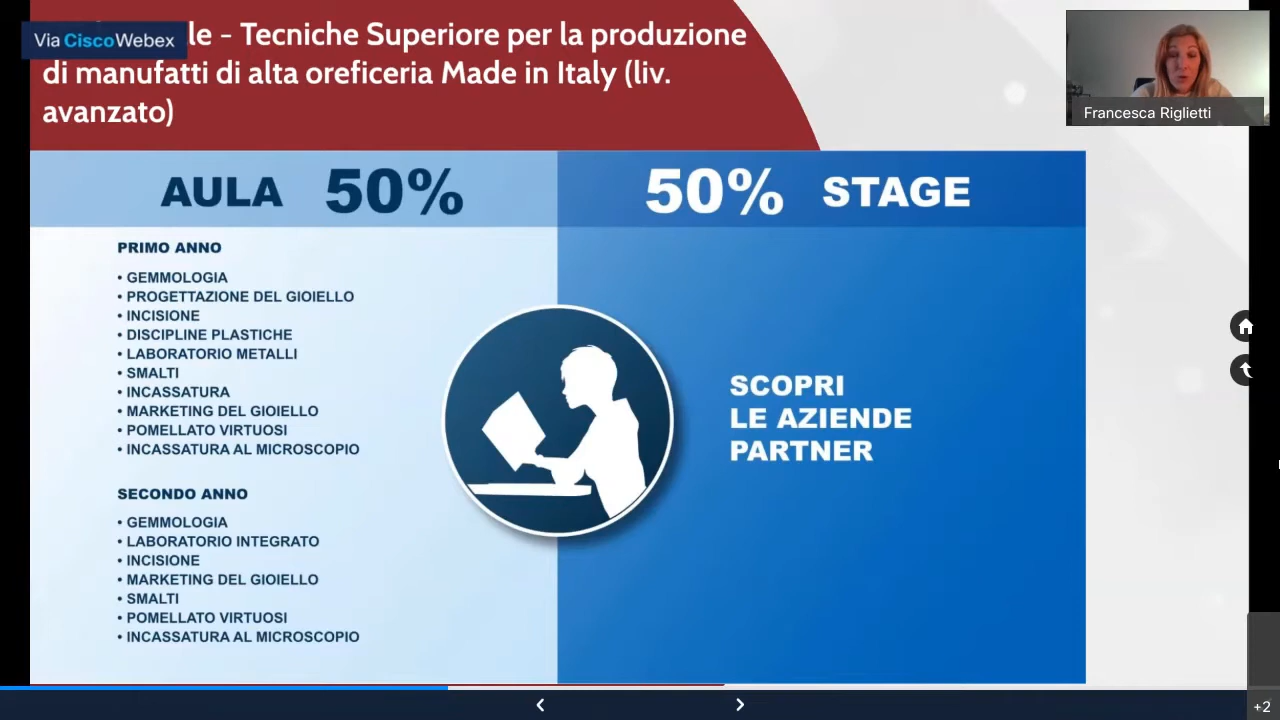 Via Cisco Webex
le - Tecniche Superiore per la produzione
di manufatti di alta oreficeria Made in Italy (liv.
avanzato)
Francesca Riglietti
AULA 50%
50% STAGE
PRIMO ANNO
• GEMMOLOGIA
• PROGETTAZIONE DEL GIOIELLO
• INCISIONE
• DISCIPLINE PLASTICHE
• LABORATORIO METALLI
• SMALTI
• INCASSATURA
• MARKETING DEL GIOIELLO
• POMELLATO VIRTUOSI
• INCASSATURA AL MICROSCOPIO
SECONDO ANNO
• GEMMOLOGIA
• LABORATORIO INTEGRATO
• INCISIONE
• MARKETING DEL GIOIELLO
• SMALTI
• POMELLATO VIRTUOSI
• INCASSATURA AL MICROSCOPIO
SCOPRI
LE AZIENDE
PARTNER
+2